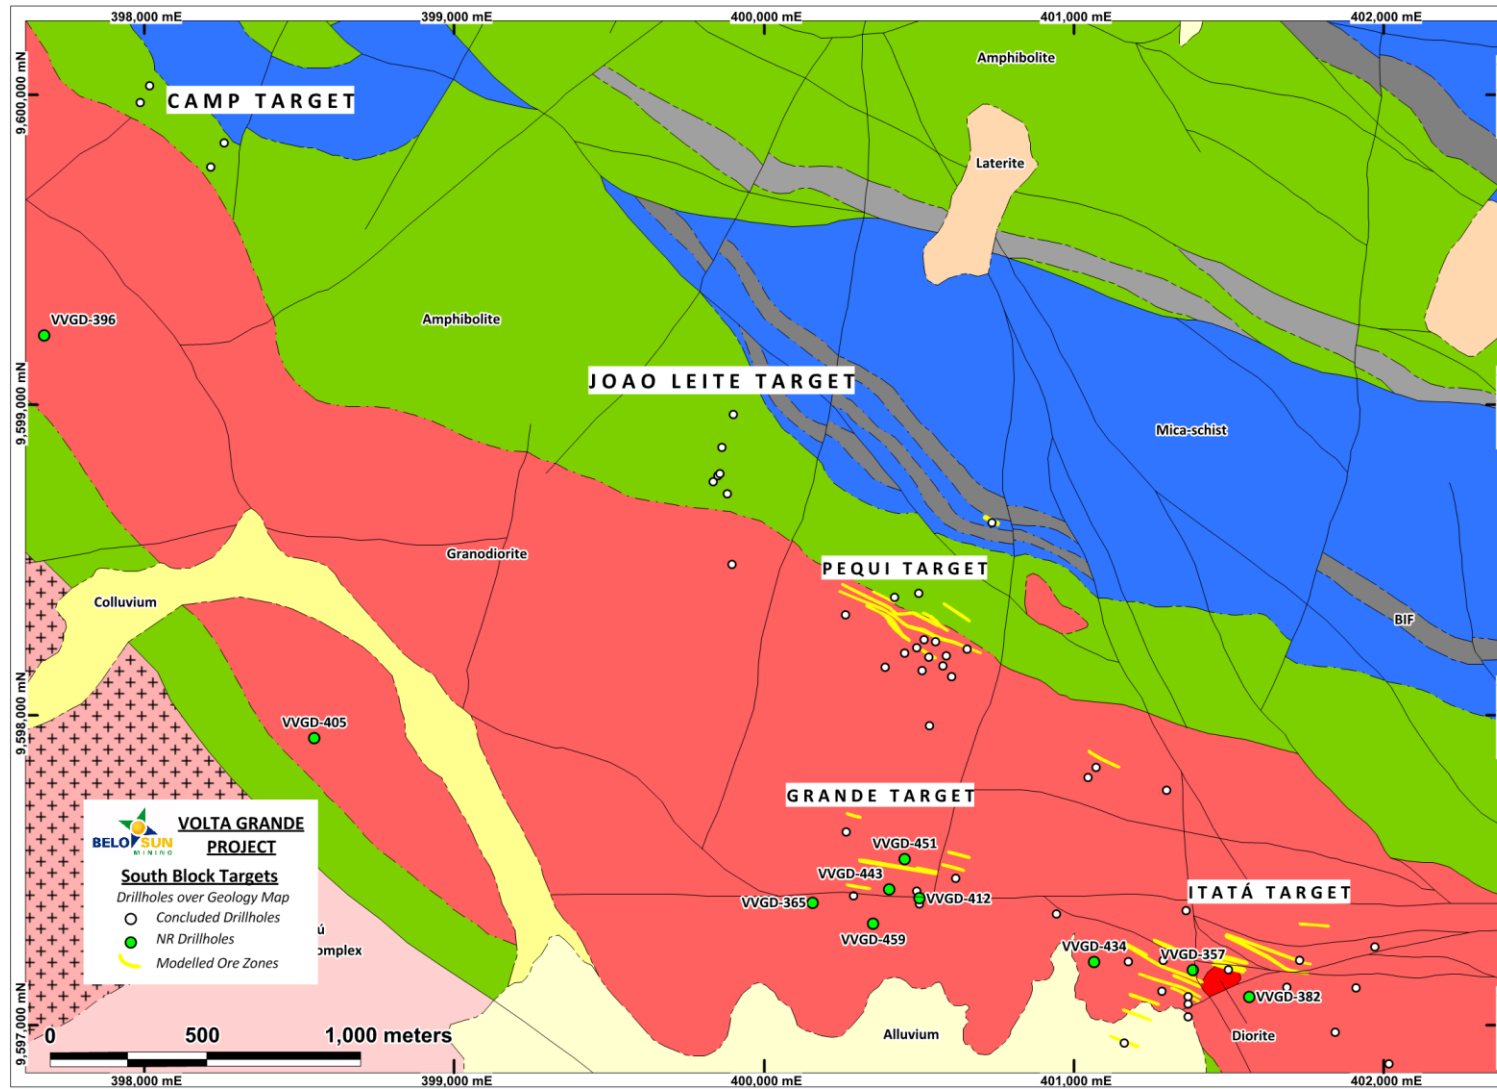 398,000 mE
399,000 mE
400,000 mE
401,000 mE
402,000 mE
9,600,000 mN
9,599,000 mN
9,598,000 mN
9,597,000 mN
Amphibolite
CAMP TARGET
Laterite
VVGD-396
Amphibolite
JOAO LEITE TARGET
Mica-schist
Granodiorite
PEQUI TARGET
Colluvium
BIF
VVGD-405
GRANDE TARGET
VVGD-451
VVGD-443
ITATÁ TARGET
VVGD-365
VVGD-412
VVGD-459
VVGD-434
VVGD-357
VVGD-382
Alluvium
Diorite
BELO SUN
MINING
VOLTA GRANDE
PROJECT
South Block Targets
Drillholes over Geology Map
Concluded Drillholes
NR Drillholes
Modelled Ore Zones
ú
omplex
0 500 1,000 meters
398,000 mE
399,000 mE
400,000 mE
401,000 mE
402,000 mE